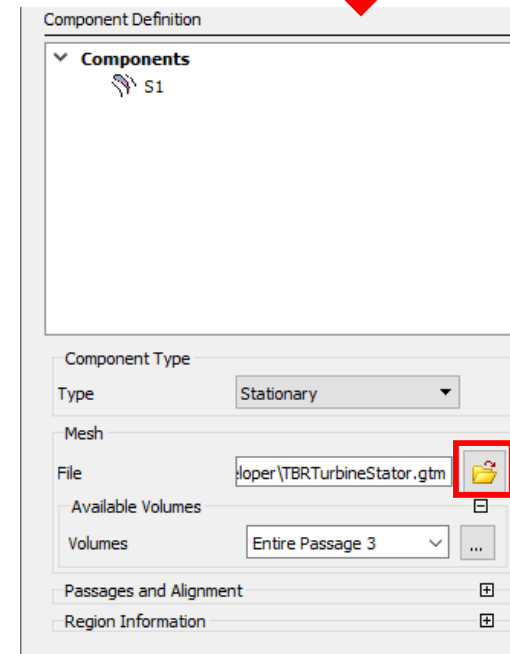 Component Definition
Components
S1
Component Type
Type Stationary
Mesh
File loper\TBRTurbineStator.gtm
Available Volumes
Volumes Entire Passage 3 ...
Passages and Alignment
Region Information